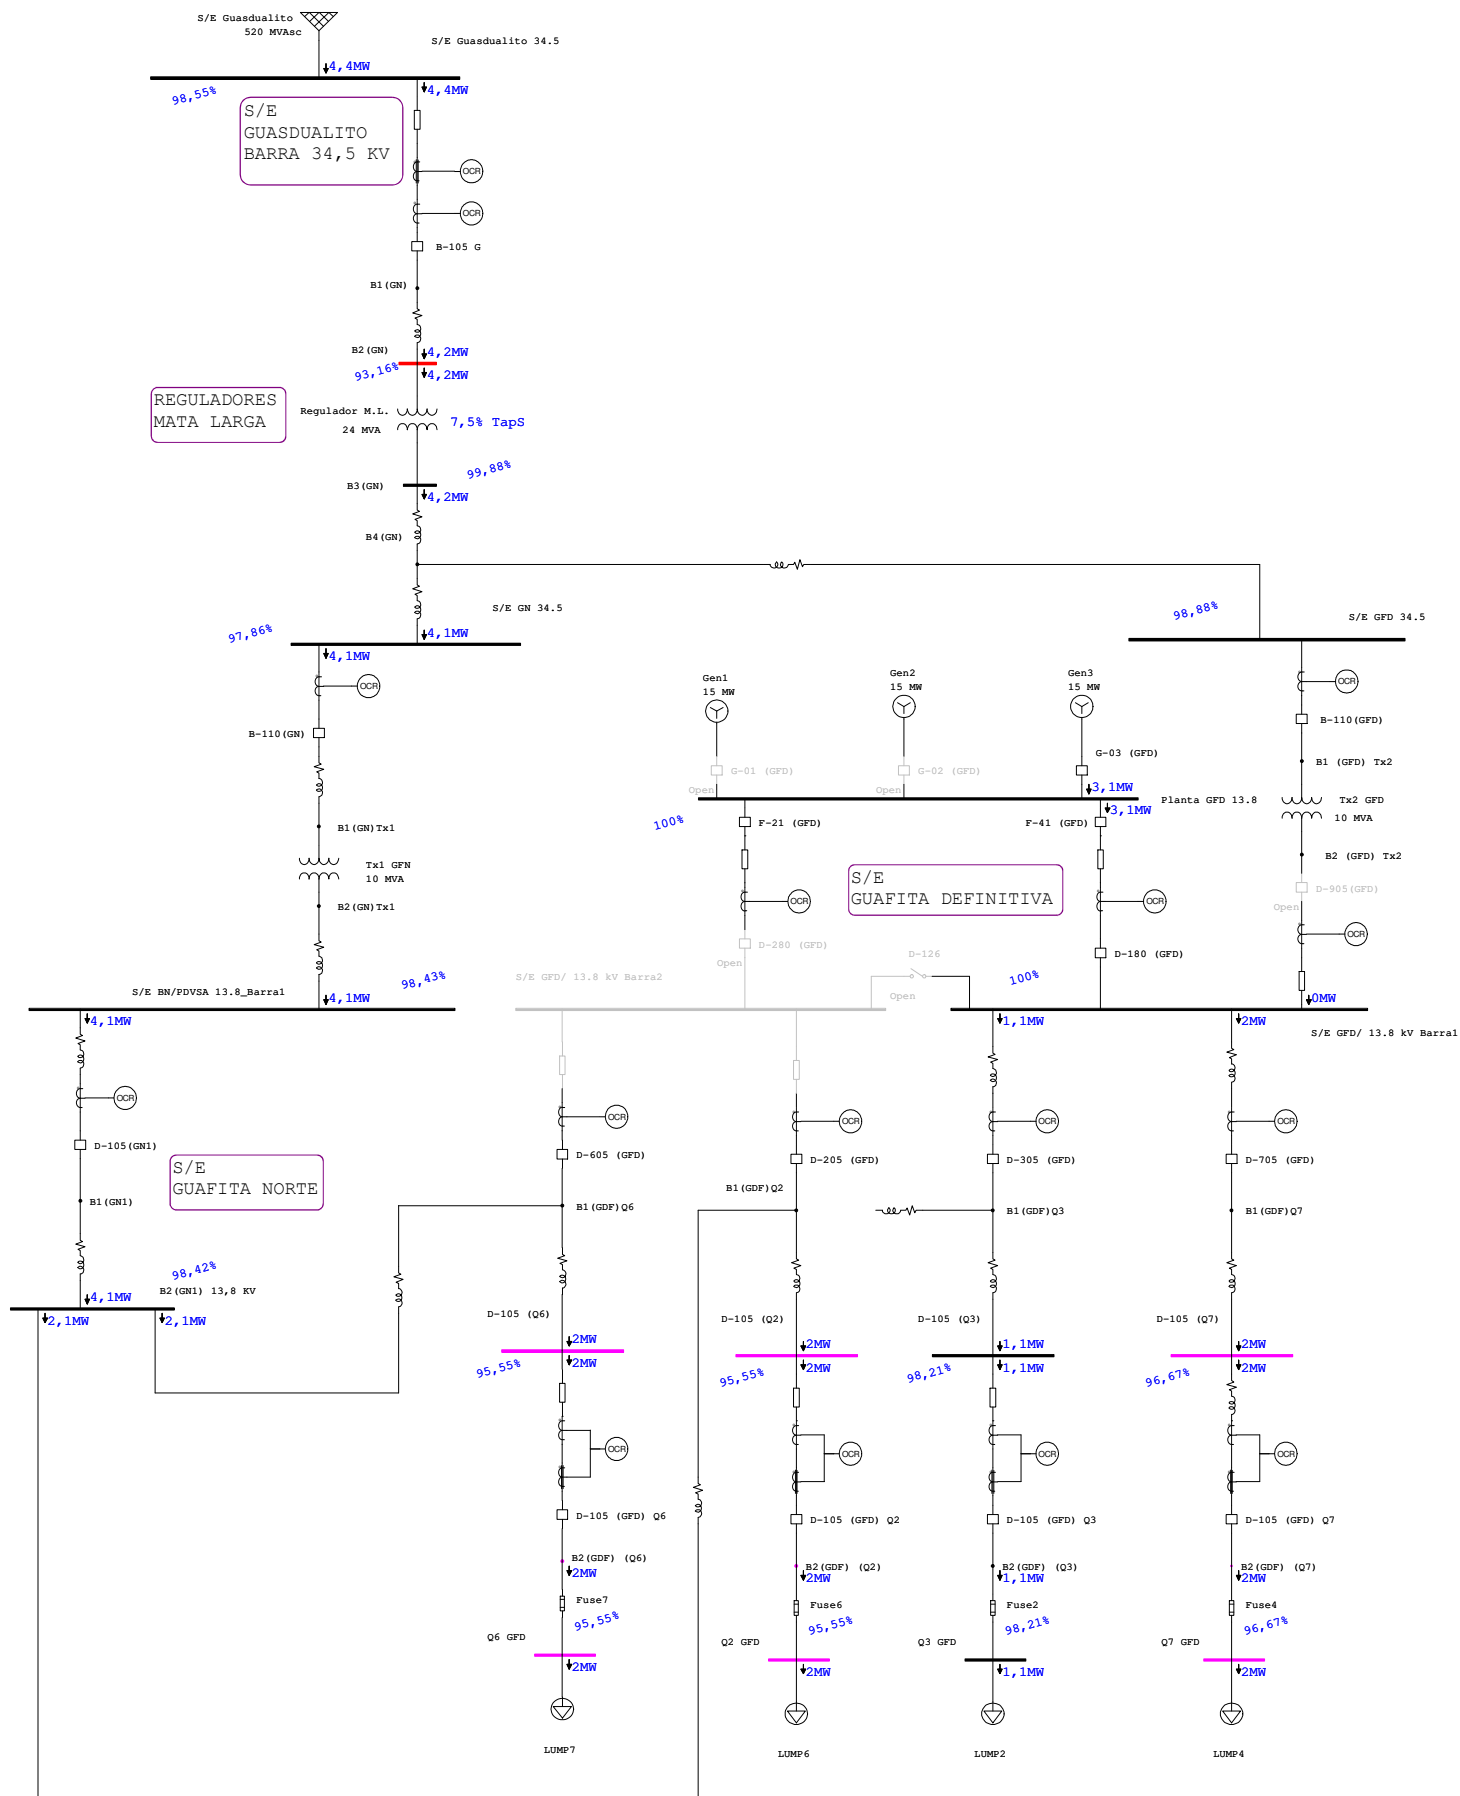 S/E Guasdualito
520 MVAsc
S/E Guasdualito 34.5
4,4MW
98,55%
4,4MW
S/E
GUASDUALITO
BARRA 34,5 KV
OCR
OCR
B-105 G
B1(GN)
B2(GN)
4,2MW
93,16%
4,2MW
REGULADORES
MATA LARGA
Regulador M.L.
24 MVA
7,5% TapS
99,88%
B3(GN)
4,2MW
B4(GN)
S/E GN 34.5
98,88%
S/E GFD 34.5
97,86%
4,1MW
4,1MW
OCR
B-110(GN)
B1(GN)Tx1
Tx1 GFN
10 MVA
B2(GN)Tx1
Gen1
15 MW
Gen2
15 MW
Gen3
15 MW
G-01 (GFD)
Open
G-02 (GFD)
Open
G-03 (GFD)
3,1MW
3,1MW
Planta GFD 13.8
100%
F-21 (GFD)
F-41 (GFD)
OCR
B-110(GFD)
B1 (GFD) Tx2
Tx2 GFD
10 MVA
B2 (GFD) Tx2
D-905(GFD)
Open
OCR
S/E
GUAFITA DEFINITIVA
OCR
OCR
D-280 (GFD)
Open
D-126
Open
D-180 (GFD)
S/E GFD/ 13.8 kV Barra2
100%
0MW
S/E GFD/ 13.8 kV Barra1
S/E BN/PDVSA 13.8_Barra1
98,43%
4,1MW
4,1MW
1,1MW
2MW
OCR
D-105(GN1)
B1(GN1)
S/E
GUAFITA NORTE
98,42%
B2(GN1) 13,8 KV
4,1MW
2,1MW
2,1MW
OCR
D-605 (GFD)
B1(GDF)Q6
D-105 (Q6)
2MW
95,55%
2MW
OCR
D-105 (GFD) Q6
B2(GDF) (Q6)
2MW
Fuse7
95,55%
Q6 GFD
2MW
LUMP7
OCR
D-205 (GFD)
B1(GDF)Q2
D-105 (Q2)
2MW
95,55%
2MW
OCR
D-105 (GFD) Q2
B2(GDF) (Q2)
2MW
Fuse6
95,55%
Q2 GFD
2MW
LUMP6
OCR
D-305 (GFD)
B1(GDF)Q3
D-105 (Q3)
1,1MW
98,21%
1,1MW
OCR
D-105 (GFD) Q3
B2(GDF) (Q3)
1,1MW
Fuse2
98,21%
Q3 GFD
1,1MW
LUMP2
OCR
D-705 (GFD)
B1(GDF)Q7
D-105 (Q7)
2MW
96,67%
2MW
OCR
D-105 (GFD) Q7
B2(GDF) (Q7)
2MW
Fuse4
96,67%
Q7 GFD
2MW
LUMP4